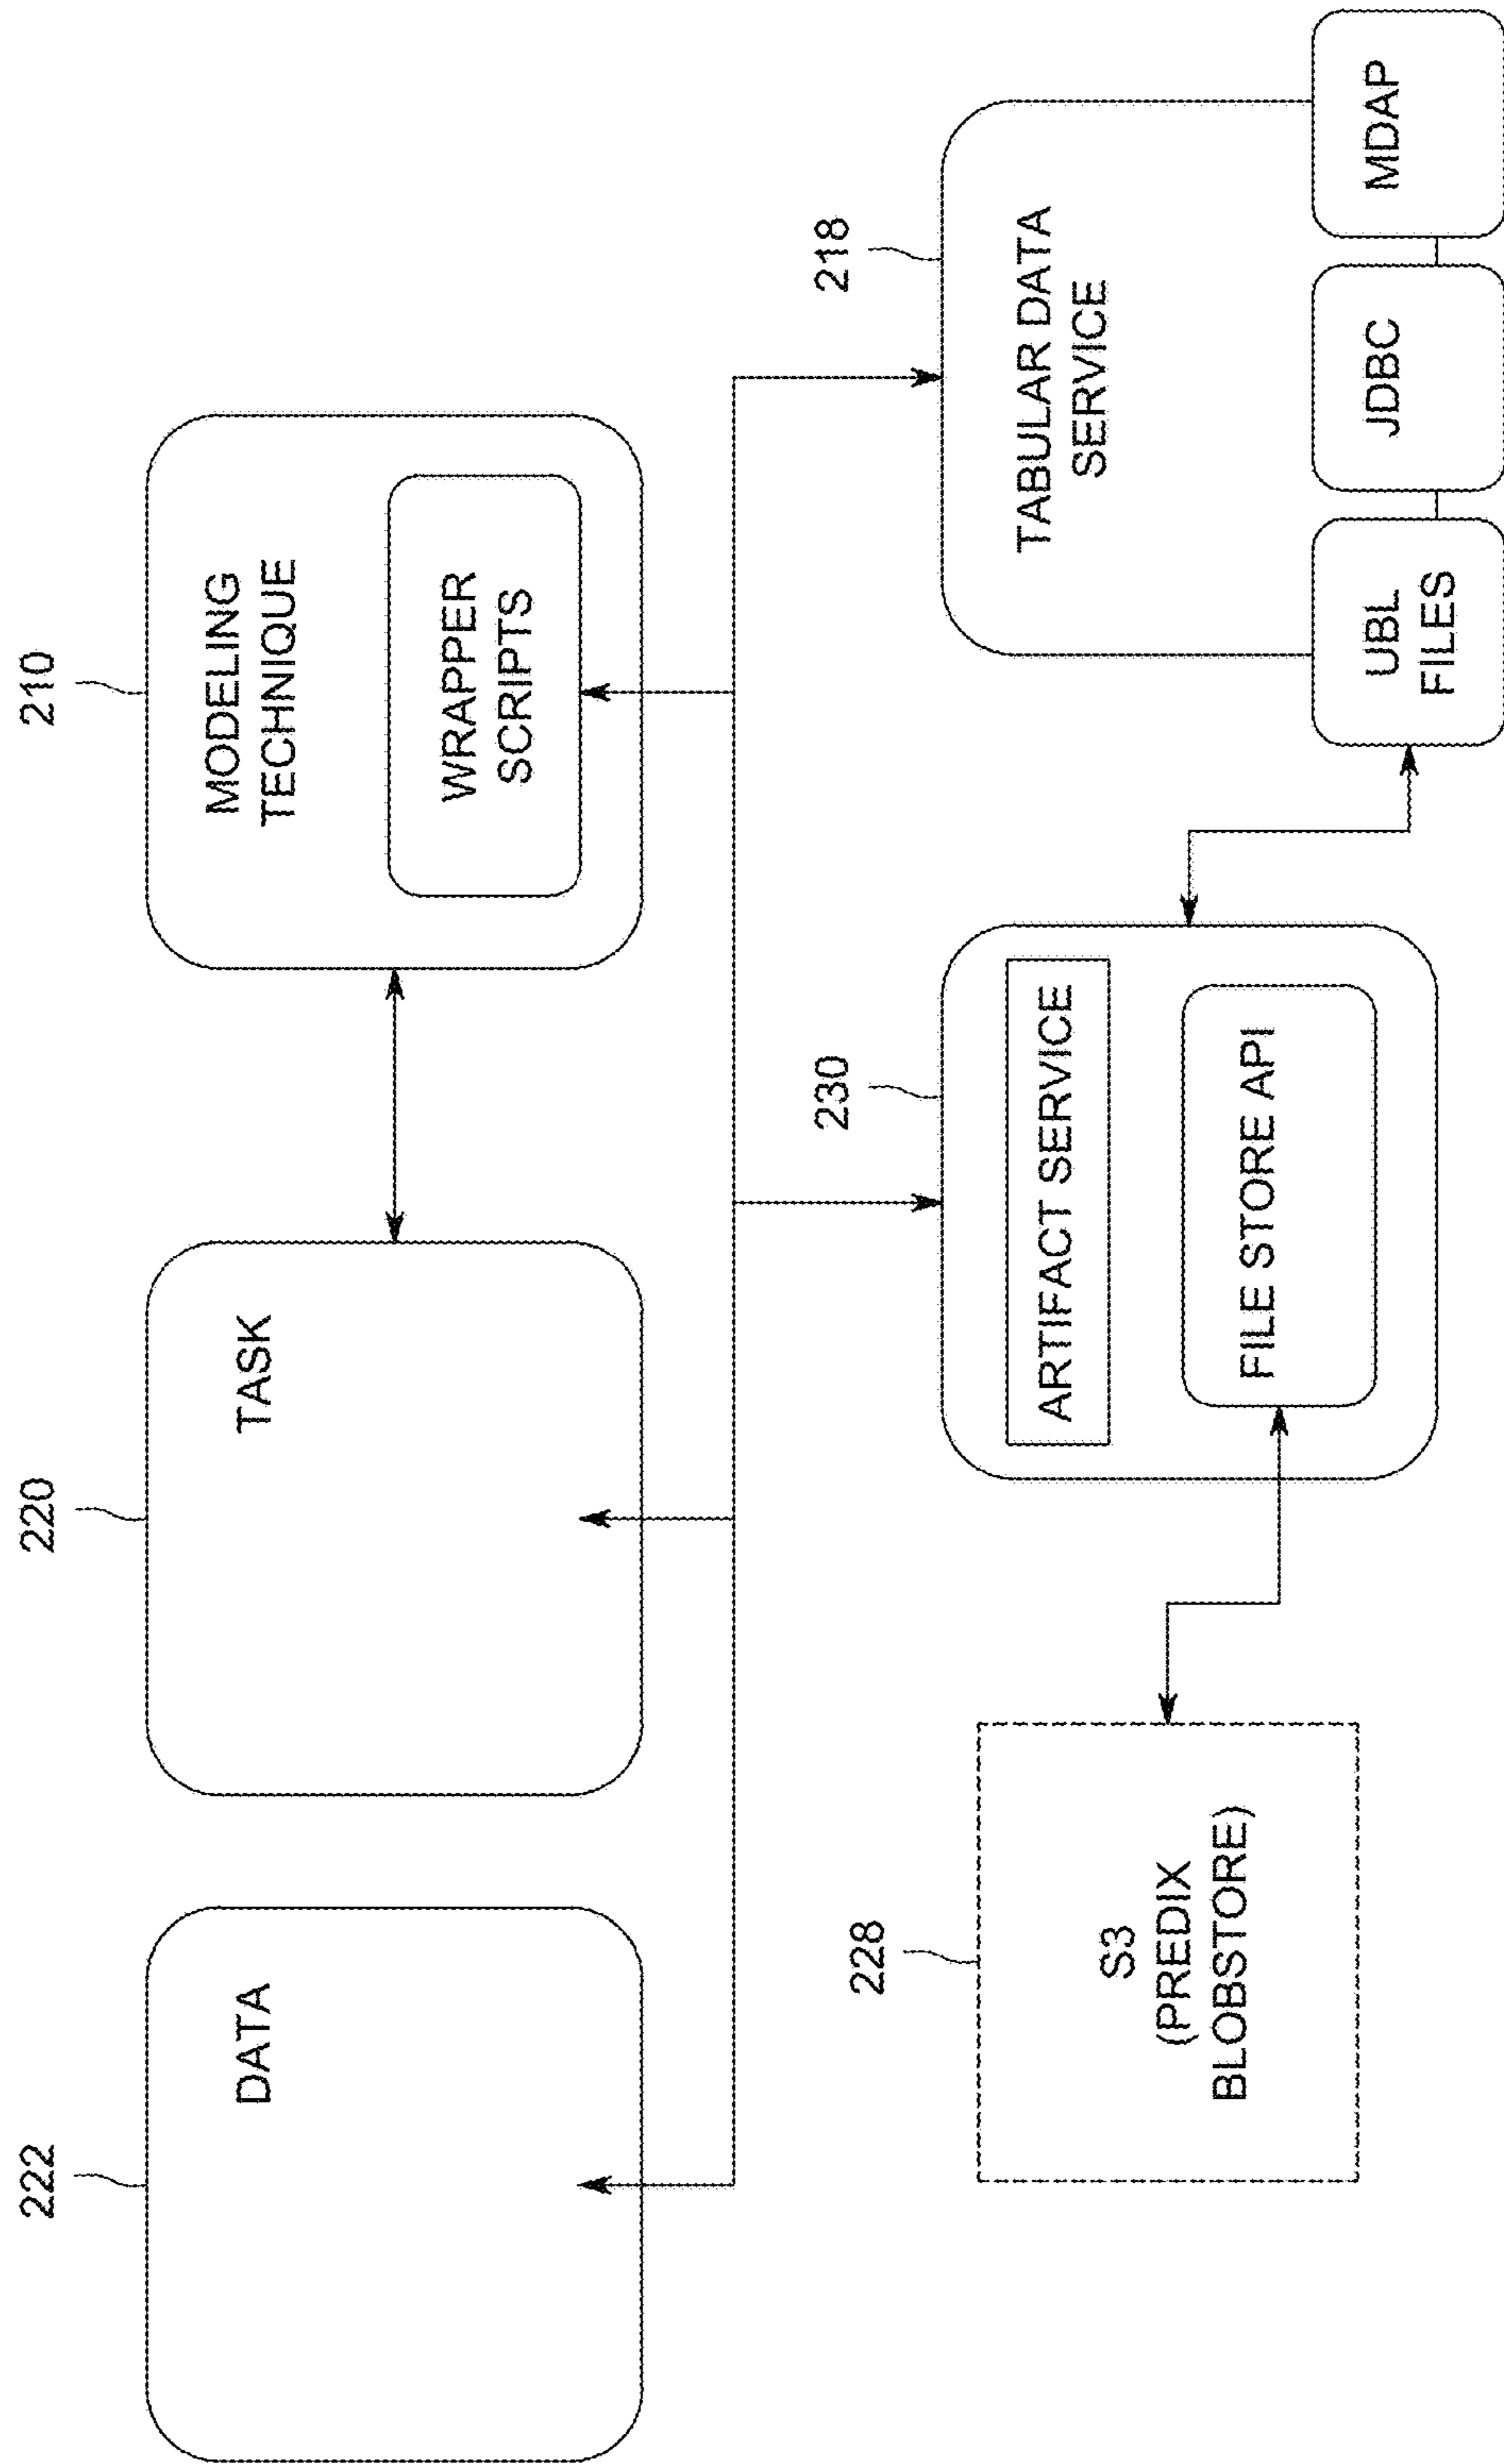 222
DATA
220
TASK
210
MODELING
TECHNIQUE
WRAPPER
SCRIPTS
228
S3
(PREDIX
BLOBSTORE)
230
ARTIFACT SERVICE
FILE STORE API
218
TABULAR DATA
SERVICE
UBL
FILES
JDBC
MDAP